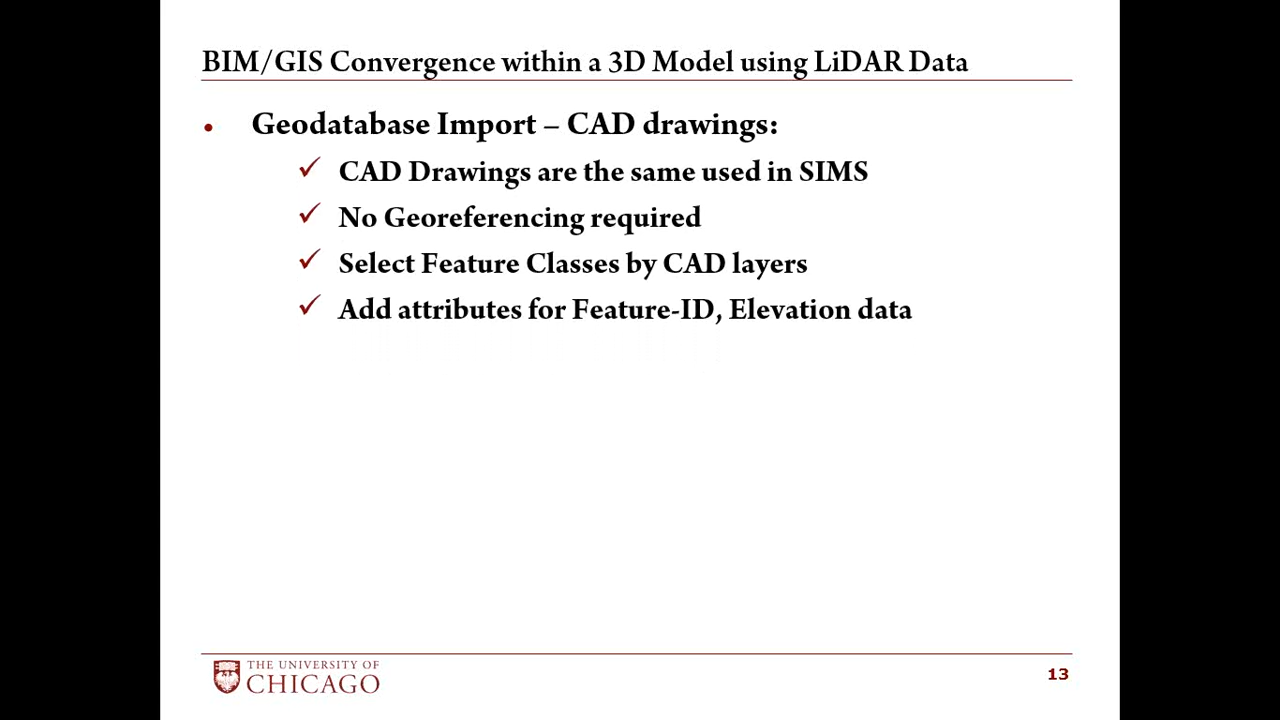 BIM/GIS Convergence within a 3D Model using LiDAR Data
• Geodatabase Import – CAD drawings:
✓ CAD Drawings are the same used in SIMS
✓ No Georeferencing required
✓ Select Feature Classes by CAD layers
✓ Add attributes for Feature-ID, Elevation data
THE UNIVERSITY OF
CHICAGO
13